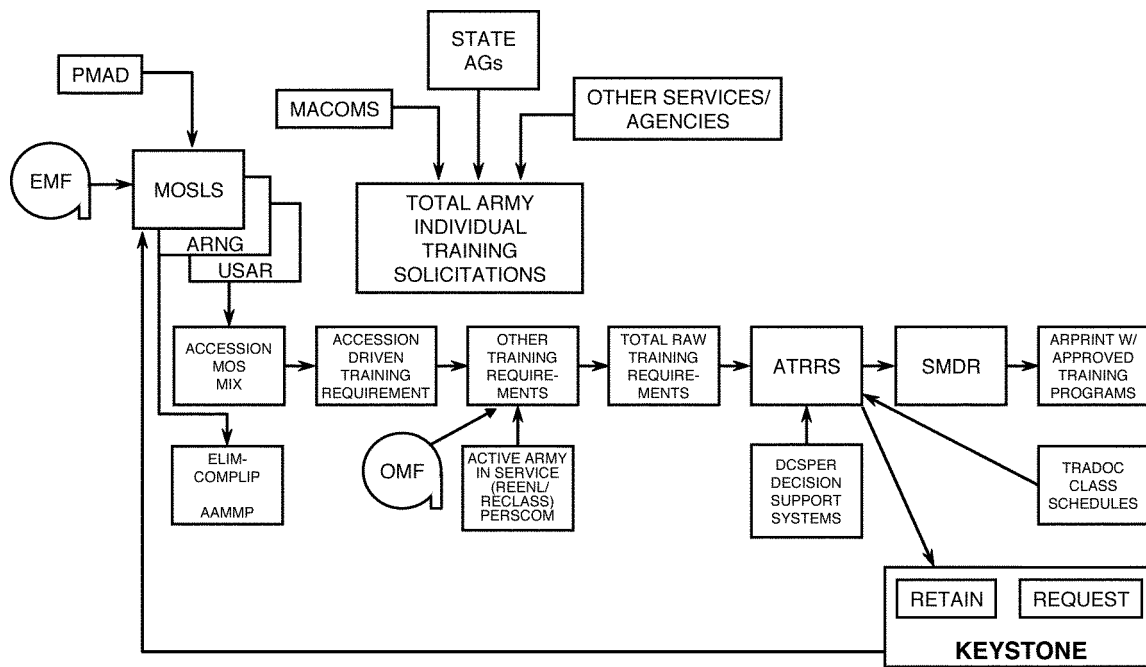 STATE
AGs
PMAD
MACOMS
OTHER SERVICES/
AGENCIES
EMF
MOSLS
ARNG
USAR
TOTAL ARMY
INDIVIDUAL
TRAINING
SOLICITATIONS
ACCESSION
MOS
MIX
ACCESSION
DRIVEN
TRAINING
REQUIREMENT
OTHER
TRAINING
REQUIRE-
MENTS
TOTAL RAW
TRAINING
REQUIRE-
MENTS
ATRRS
SMDR
ARPRINT W/
APPROVED
TRAINING
PROGRAMS
ELIM-
COMPLIP
AAMMP
OMF
ACTIVE ARMY
IN SERVICE
(REENL/
RECLASS)
PERSCOM
DCSPER
DECISION
SUPPORT
SYSTEMS
TRADOC
CLASS
SCHEDULES
RETAIN
REQUEST
KEYSTONE